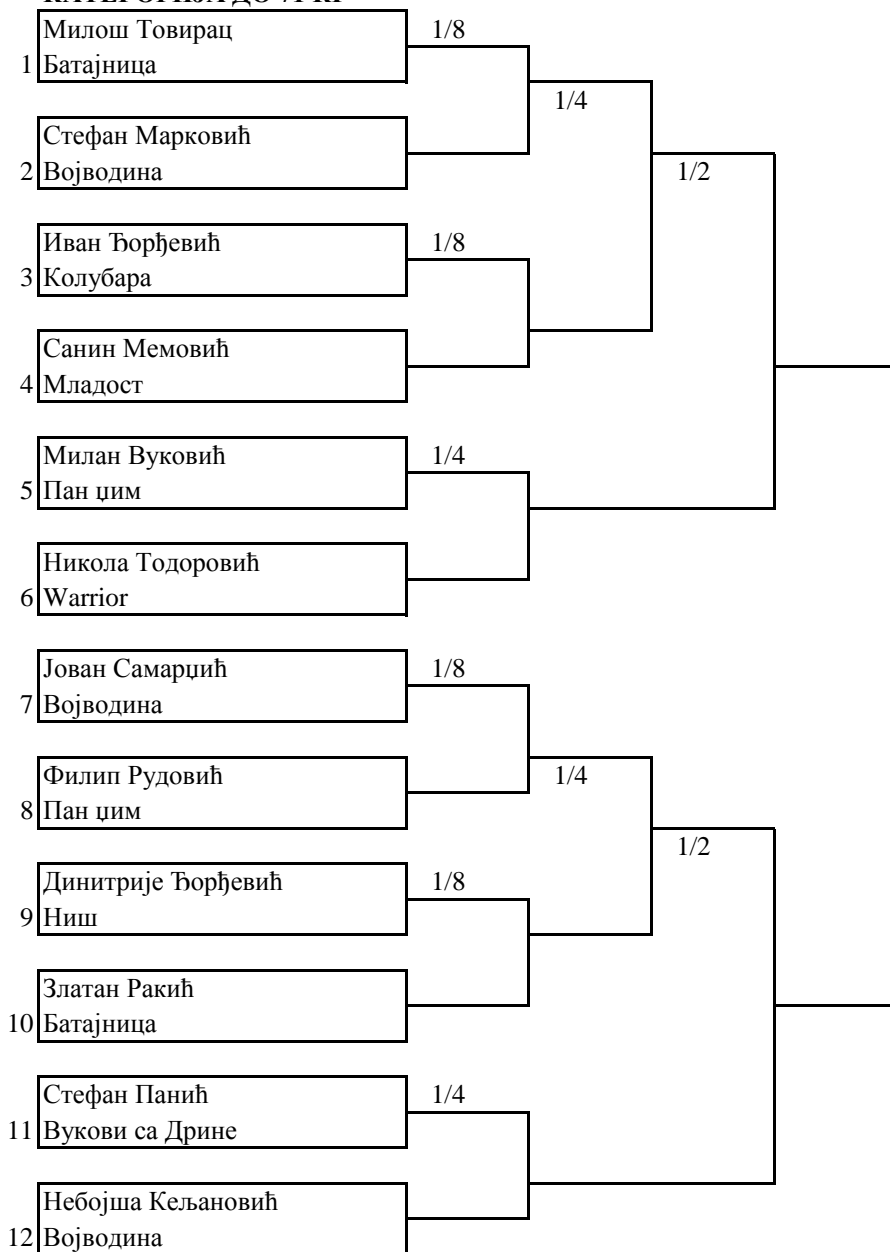 Милош Товирац 1/8
1 Батајница
1/4
Стефан Марковић
2 Војводина 1/2
Иван Ђорђевић 1/8
3 Колубара
Санин Мемовић
4 Младост
Милан Вуковић 1/4
5 Пан џим
Никола Тодоровић
6 Warrior
Јован Самарџић 1/8
7 Војводина
Филип Рудовић 1/4
8 Пан џим
1/2
Динитрије Ђорђевић 1/8
9 Ниш
Златан Ракић
10 Батајница
Стефан Панић 1/4
11 Вукови са Дрине
Небојша Кељановић
12 Војводина